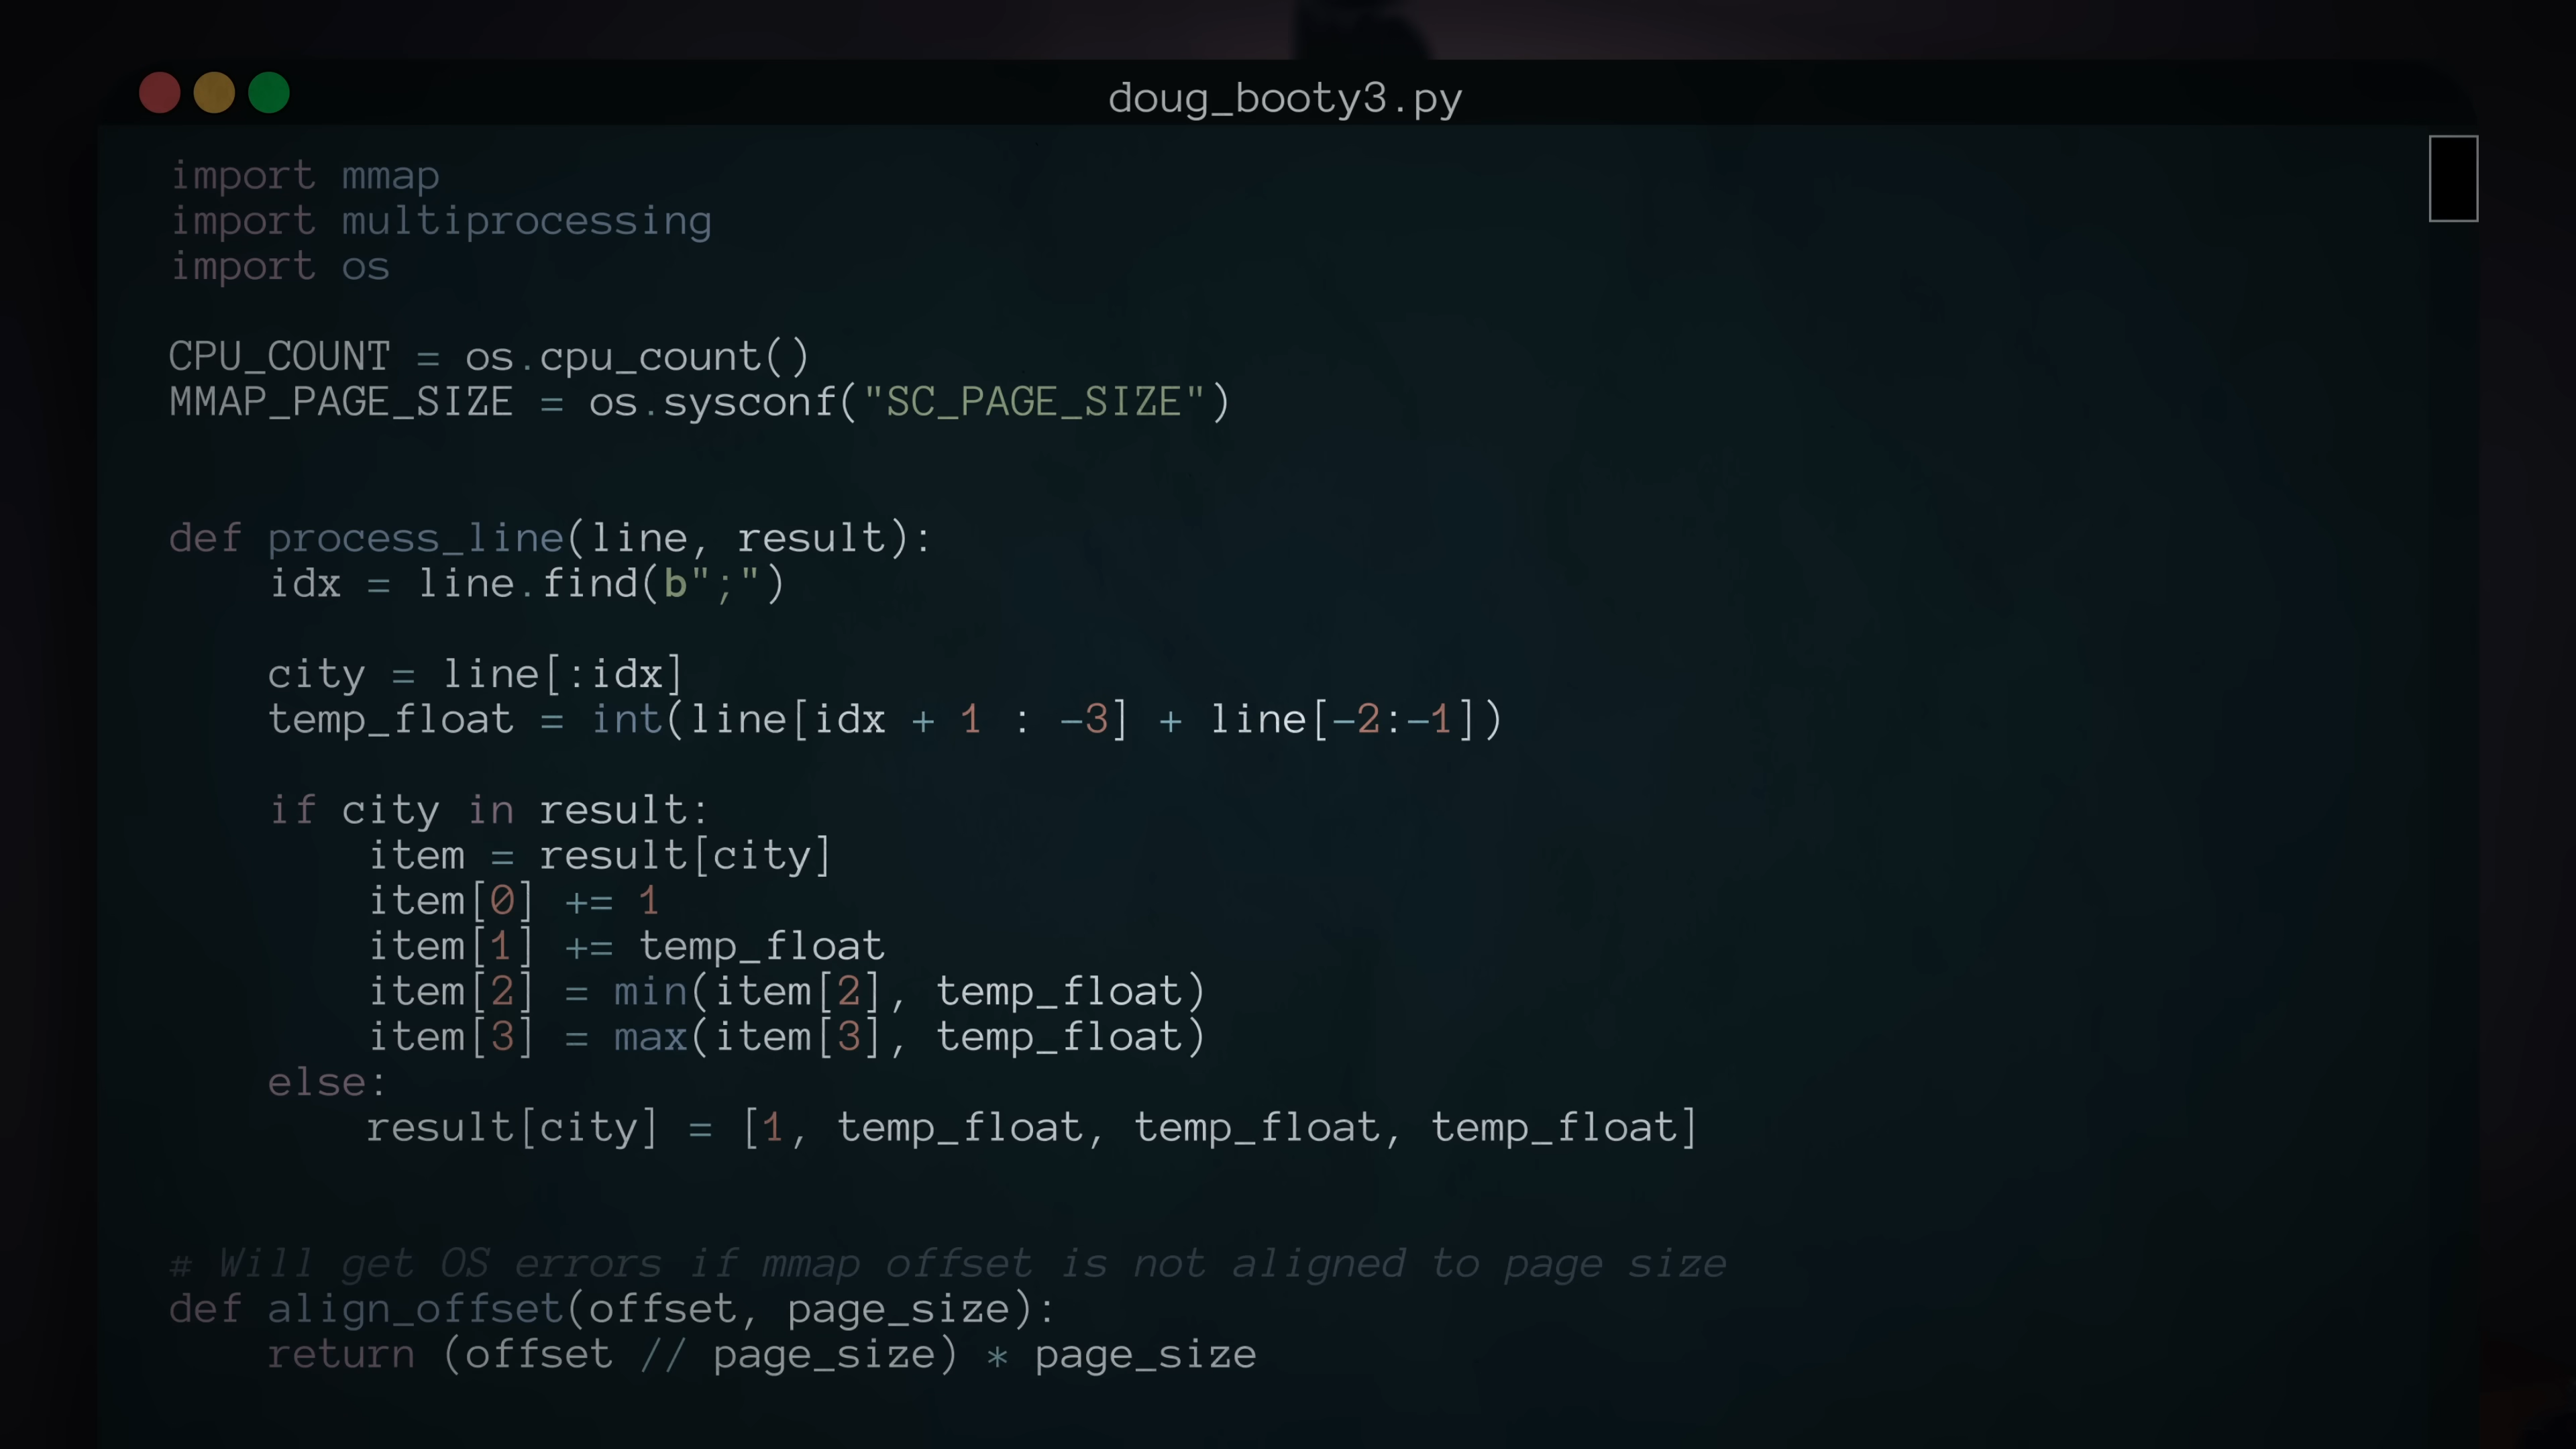 doug_booty3.py
import mmap
import multiprocessing
import os
CPU_COUNT = os.cpu_count()
MMAP_PAGE_SIZE = os.sysconf("SC_PAGE_SIZE")
def process_line(line, result):
    idx = line.find(b";")
    city = line[:idx]
    temp_float = int(line[idx + 1 : -3] + line[-2:-1])
    if city in result:
        item = result[city]
        item[0] += 1
        item[1] += temp_float
        item[2] = min(item[2], temp_float)
        item[3] = max(item[3], temp_float)
    else:
        result[city] = [1, temp_float, temp_float, temp_float]
# Will get OS errors if mmap offset is not aligned to page size
def align_offset(offset, page_size):
    return (offset // page_size) * page_size